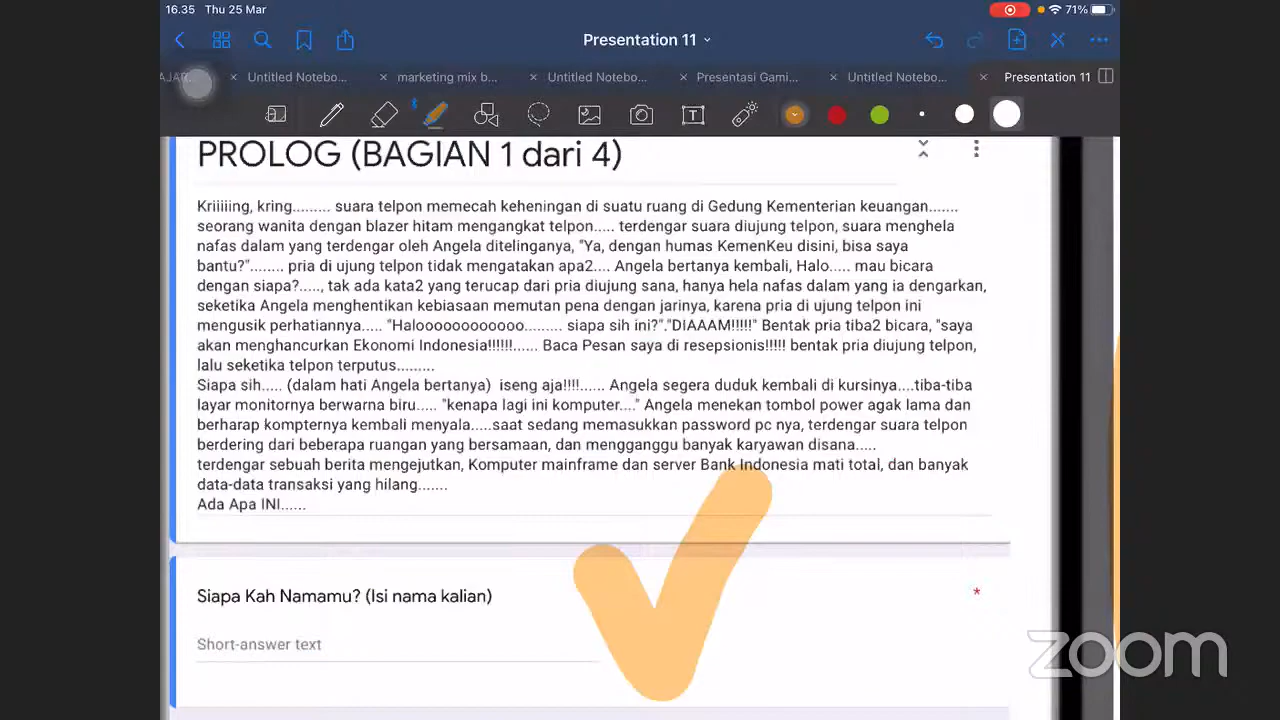 16.35 Thu 25 Mar
71%
Presentation 11
AJAR
Untitled Notebo...
marketing mix b...
Untitled Notebo...
Presentasi Gami...
Untitled Notebo...
Presentation 11
PROLOG (BAGIAN 1 dari 4)
Kriiiiing, kring......... suara telpon memecah keheningan di suatu ruang di Gedung Kementerian keuangan.......
seorang wanita dengan blazer hitam mengangkat telpon..... terdengar suara diujung telpon, suara menghela
nafas dalam yang terdengar oleh Angela ditelinganya, "Ya, dengan humas KemenKeu disini, bisa saya
bantu?"........ pria di ujung telpon tidak mengatakan apa2.... Angela bertanya kembali, Halo..... mau bicara
dengan siapa?....., tak ada kata2 yang terucap dari pria diujung sana, hanya hela nafas dalam yang ia dengarkan,
seketika Angela menghentikan kebiasaan memutan pena dengan jarinya, karena pria di ujung telpon ini
mengusik perhatiannya..... "Haloooooooooooo......... siapa sih ini?"."DIAAAM!!!!!" Bentak pria tiba2 bicara, "saya
akan menghancurkan Ekonomi Indonesia!!!!!!...... Baca Pesan saya di resepsionis!!!!! bentak pria diujung telpon,
lalu seketika telpon terputus.........
Siapa sih..... (dalam hati Angela bertanya)  iseng aja!!!!...... Angela segera duduk kembali di kursinya....tiba-tiba
layar monitornya berwarna biru..... "kenapa lagi ini komputer...." Angela menekan tombol power agak lama dan
berharap kompternya kembali menyala.....saat sedang memasukkan password pc nya, terdengar suara telpon
berdering dari beberapa ruangan yang bersamaan, dan mengganggu banyak karyawan disana.....
terdengar sebuah berita mengejutkan, Komputer mainframe dan server Bank Indonesia mati total, dan banyak
data-data transaksi yang hilang.......
Ada Apa INI......
Siapa Kah Namamu? (Isi nama kalian)
*
Short-answer text
zoom